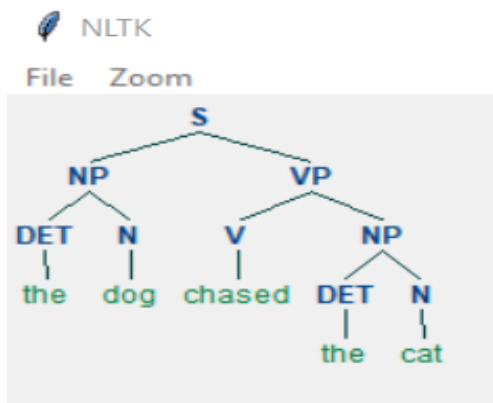 NLTK
File Zoom
S
NP VP
DET N V NP
the dog chased DET N
the cat